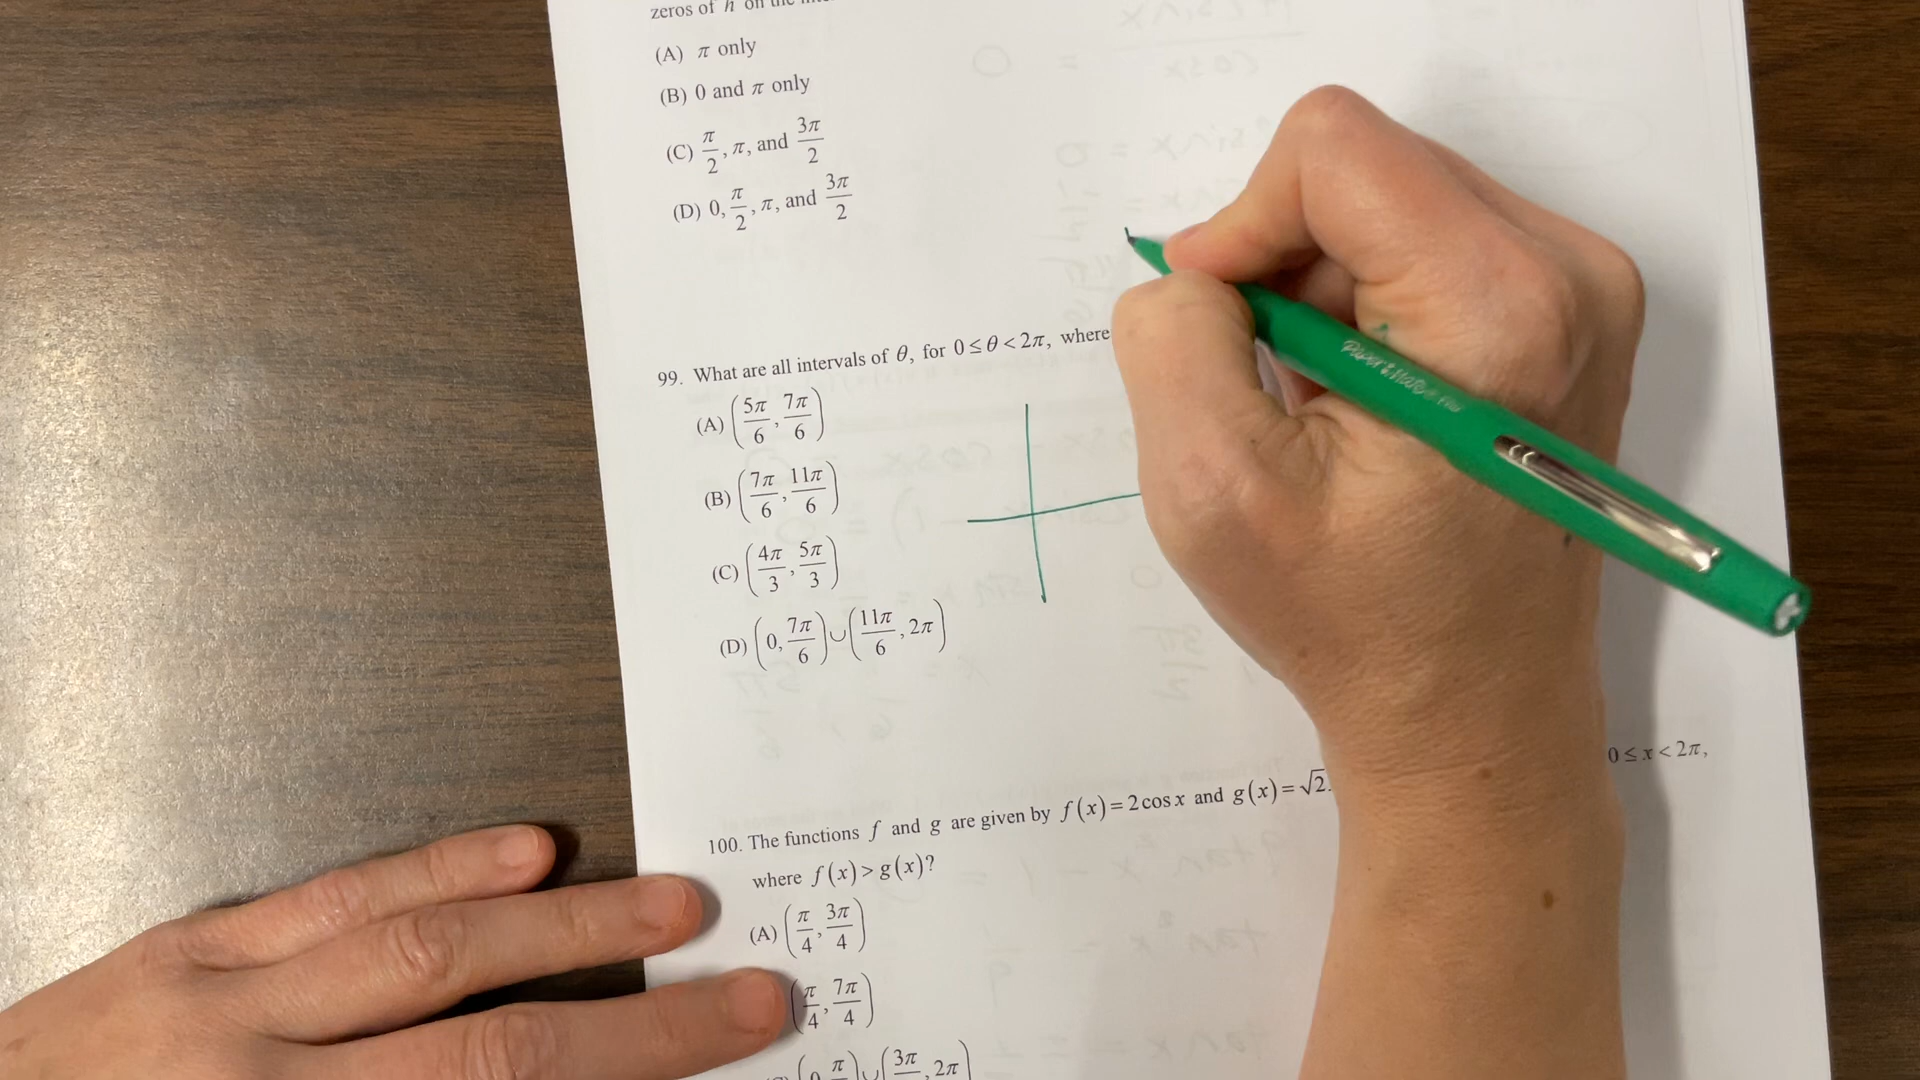 zeros of h on the
(A) π only
(B) 0 and π only
(C) π/2, π, and 3π/2
(D) 0, π/2, π, and 3π/2
99. What are all intervals of θ, for 0 ≤ θ < 2π, where
(A) (5π/6, 7π/6)
(B) (7π/6, 11π/6)
(C) (4π/3, 5π/3)
(D) (0, 7π/6) ∪ (11π/6, 2π)
100. The functions f and g are given by f(x) = 2cos x and g(x) = √2. 0 ≤ x < 2π,
where f(x) > g(x)?
(A) (π/4, 3π/4)
(π/4, 7π/4)
Paper Mate